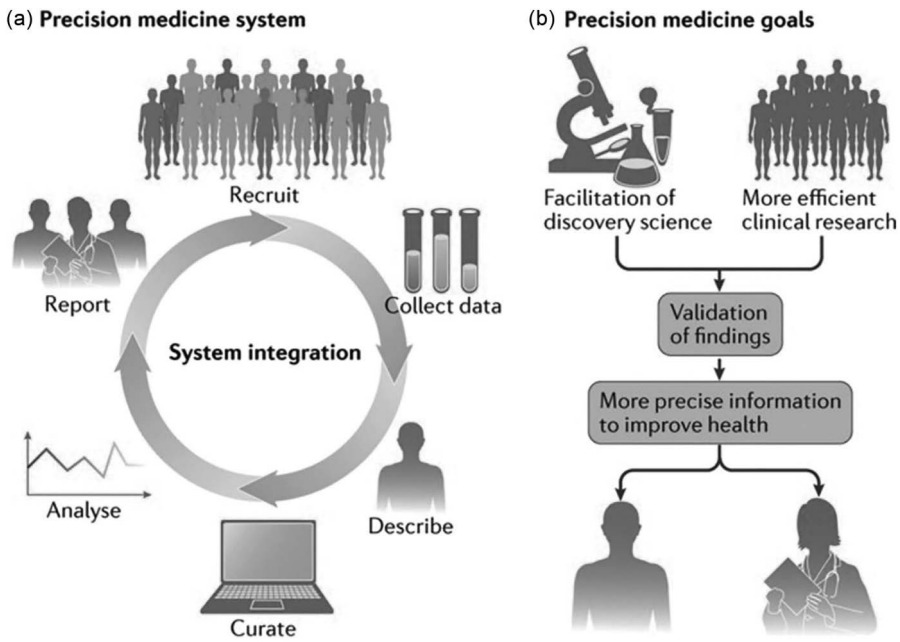 (a) Precision medicine system
Recruit
Collect data
Describe
Curate
Analyse
Report
System integration
(b) Precision medicine goals
Facilitation of
discovery science
More efficient
clinical research
Validation
of findings
More precise information
to improve health